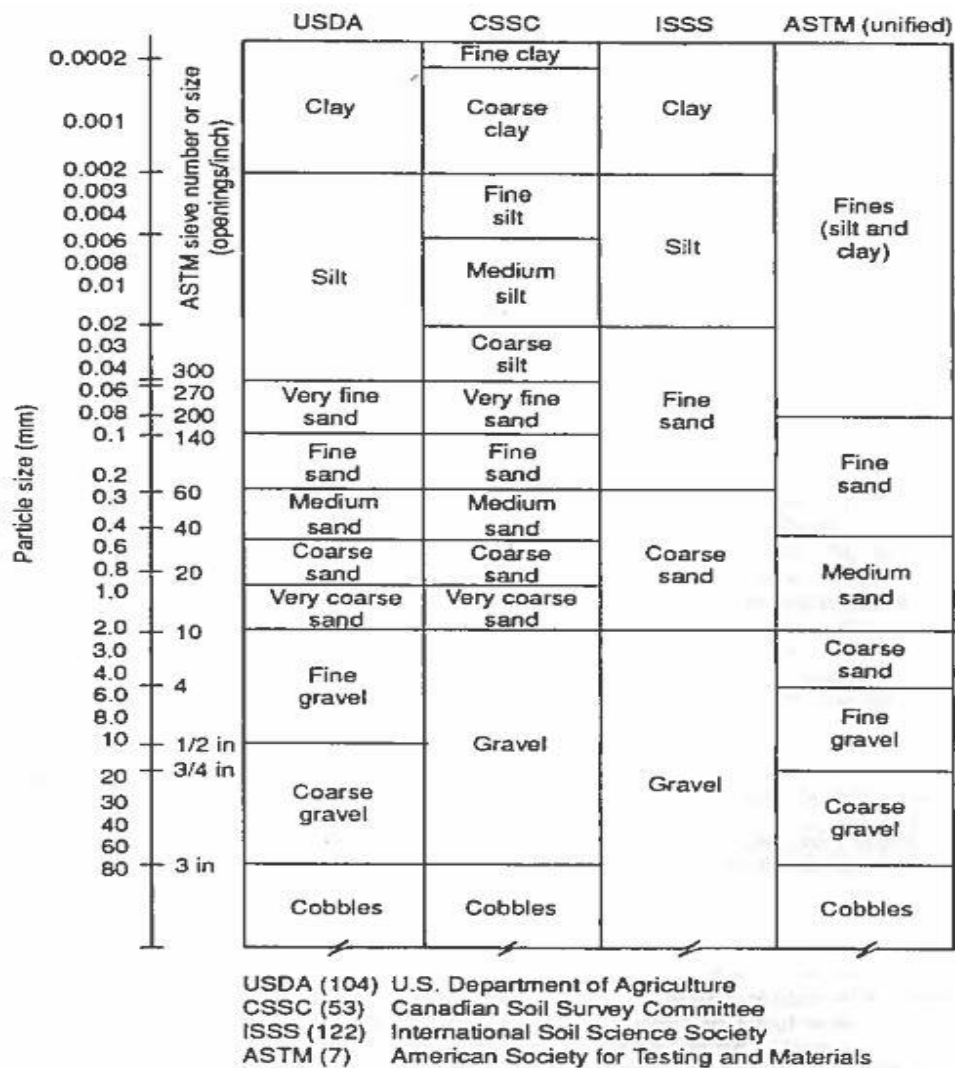 USDA CSSC ISSS ASTM (unified)
Particle size (mm)
0.0002
0.001
0.002
0.003
0.004
0.006
0.008
0.01
0.02
0.03
0.04
0.06
0.08
0.1
0.2
0.3
0.4
0.6
0.8
1.0
2.0
3.0
4.0
6.0
8.0
10
20
30
40
60
80
ASTM sieve number or size
(openings/inch)
300
270
200
140
60
40
20
10
4
1/2 in
3/4 in
3 in
Clay
Silt
Very fine
sand
Fine
sand
Medium
sand
Coarse
sand
Very coarse
sand
Fine
gravel
Coarse
gravel
Cobbles
Fine clay
Coarse
clay
Fine
silt
Medium
silt
Coarse
silt
Very fine
sand
Fine
sand
Medium
sand
Coarse
sand
Very coarse
sand
Gravel
Cobbles
Clay
Silt
Fine
sand
Coarse
sand
Gravel
Fines
(silt and
clay)
Fine
sand
Medium
sand
Coarse
sand
Fine
gravel
Coarse
gravel
Cobbles
USDA (104) U.S. Department of Agriculture
CSSC (53) Canadian Soil Survey Committee
ISSS (122) International Soil Science Society
ASTM (7) American Society for Testing and Materials